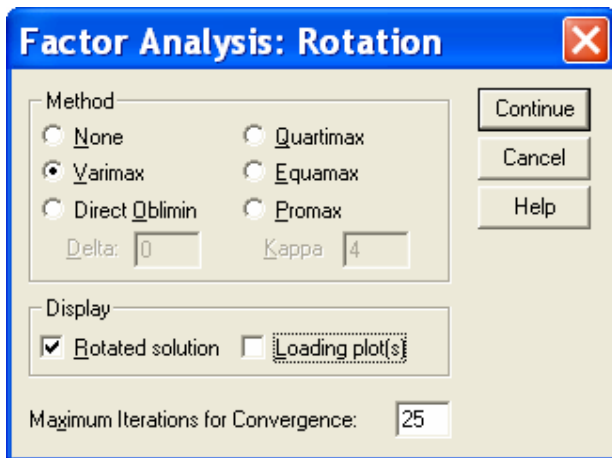 Factor Analysis: Rotation
Method
None
Quartimax
Varimax
Equamax
Direct Oblimin
Promax
Delta: 0
Kappa 4
Display
Rotated solution
Loading plot(s)
Maximum Iterations for Convergence: 25
Continue
Cancel
Help